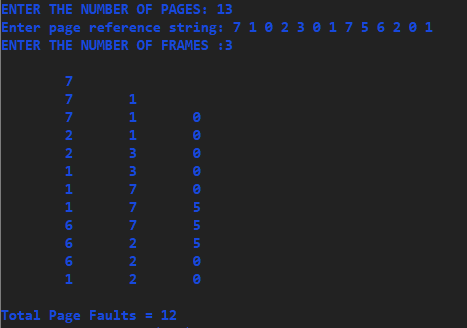 ENTER THE NUMBER OF PAGES: 13
Enter page reference string: 7 1 0 2 3 0 1 7 5 6 2 0 1
ENTER THE NUMBER OF FRAMES :3
7
7 1
7 1 0
2 1 0
2 3 0
1 3 0
1 7 0
1 7 5
6 7 5
6 2 5
6 2 0
1 2 0
Total Page Faults = 12